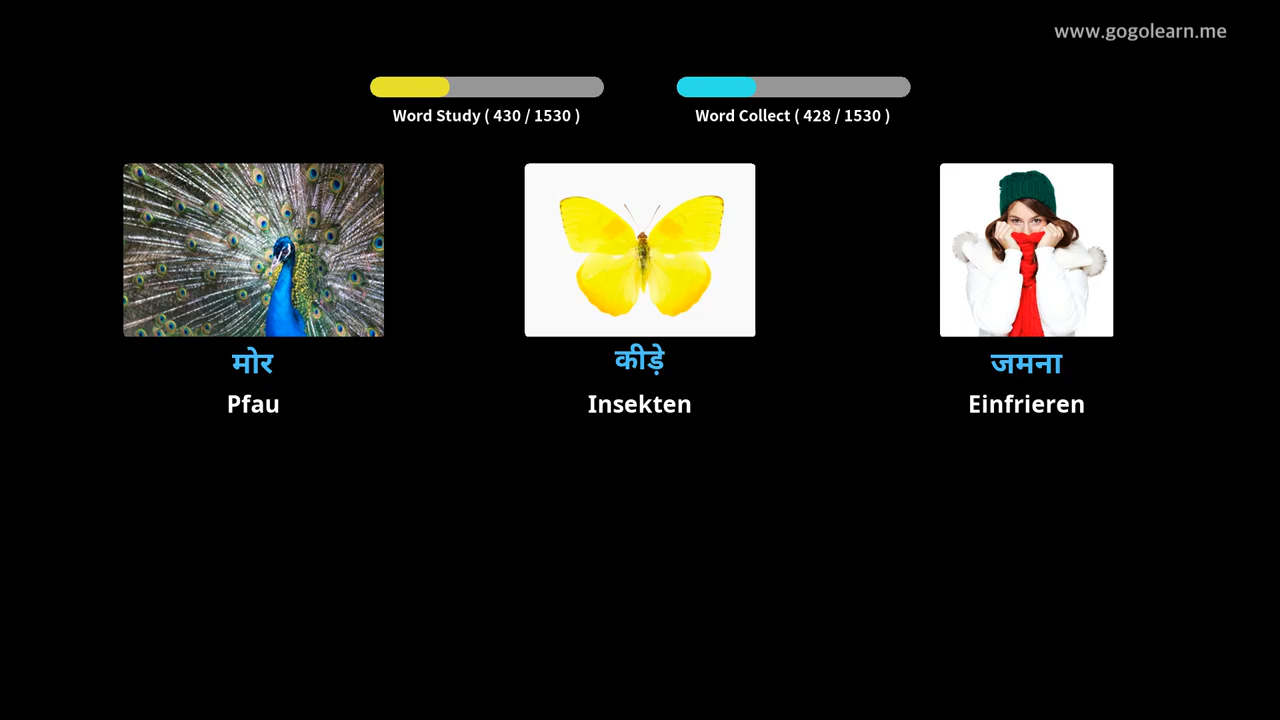 www.gogolearn.me
Word Study ( 430 / 1530 )
Word Collect ( 428 / 1530 )
मोर
कीड़े
जमना
Pfau
Insekten
Einfrieren